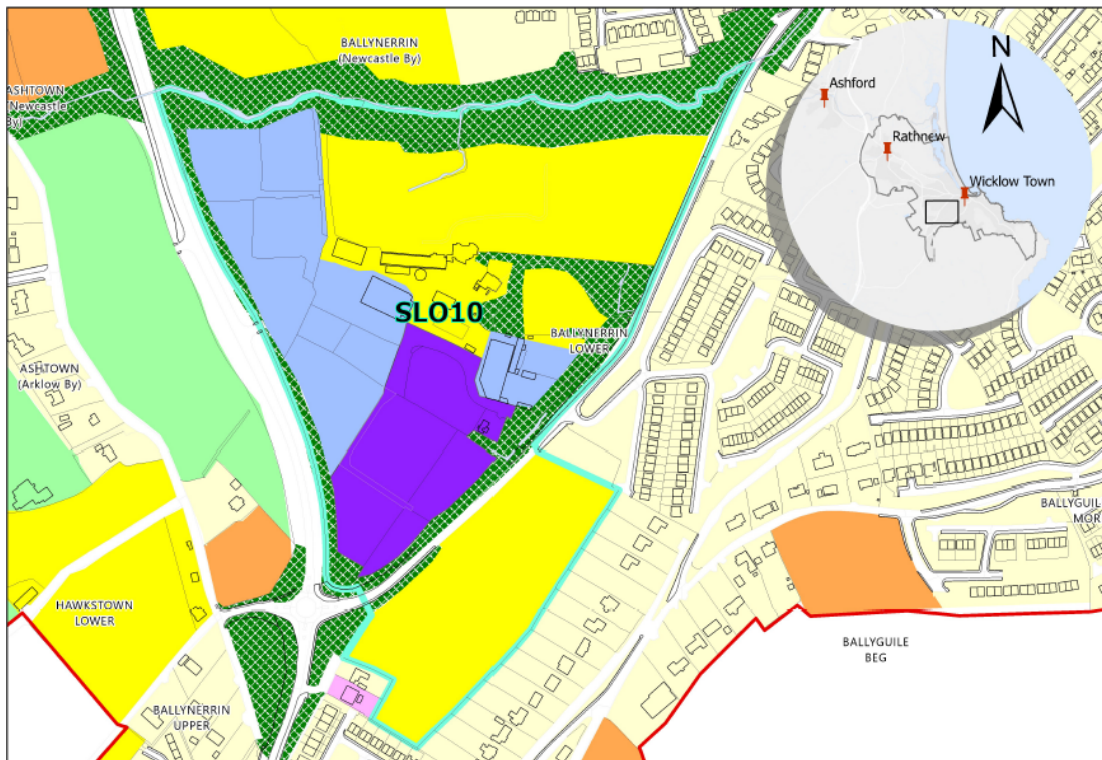 BALLYNERRIN
(Newcastle By)
N
Ashford
ASHTOWN
Newcastle
By)
Rathnew
Wicklow Town
SLO10
BALLYNERRIN
LOWER
ASHTOWN
(Arklow By)
BALLYGUIL
MOR
HAWKSTOWN
LOWER
BALLYGUILE
BEG
BALLYNERRIN
UPPER